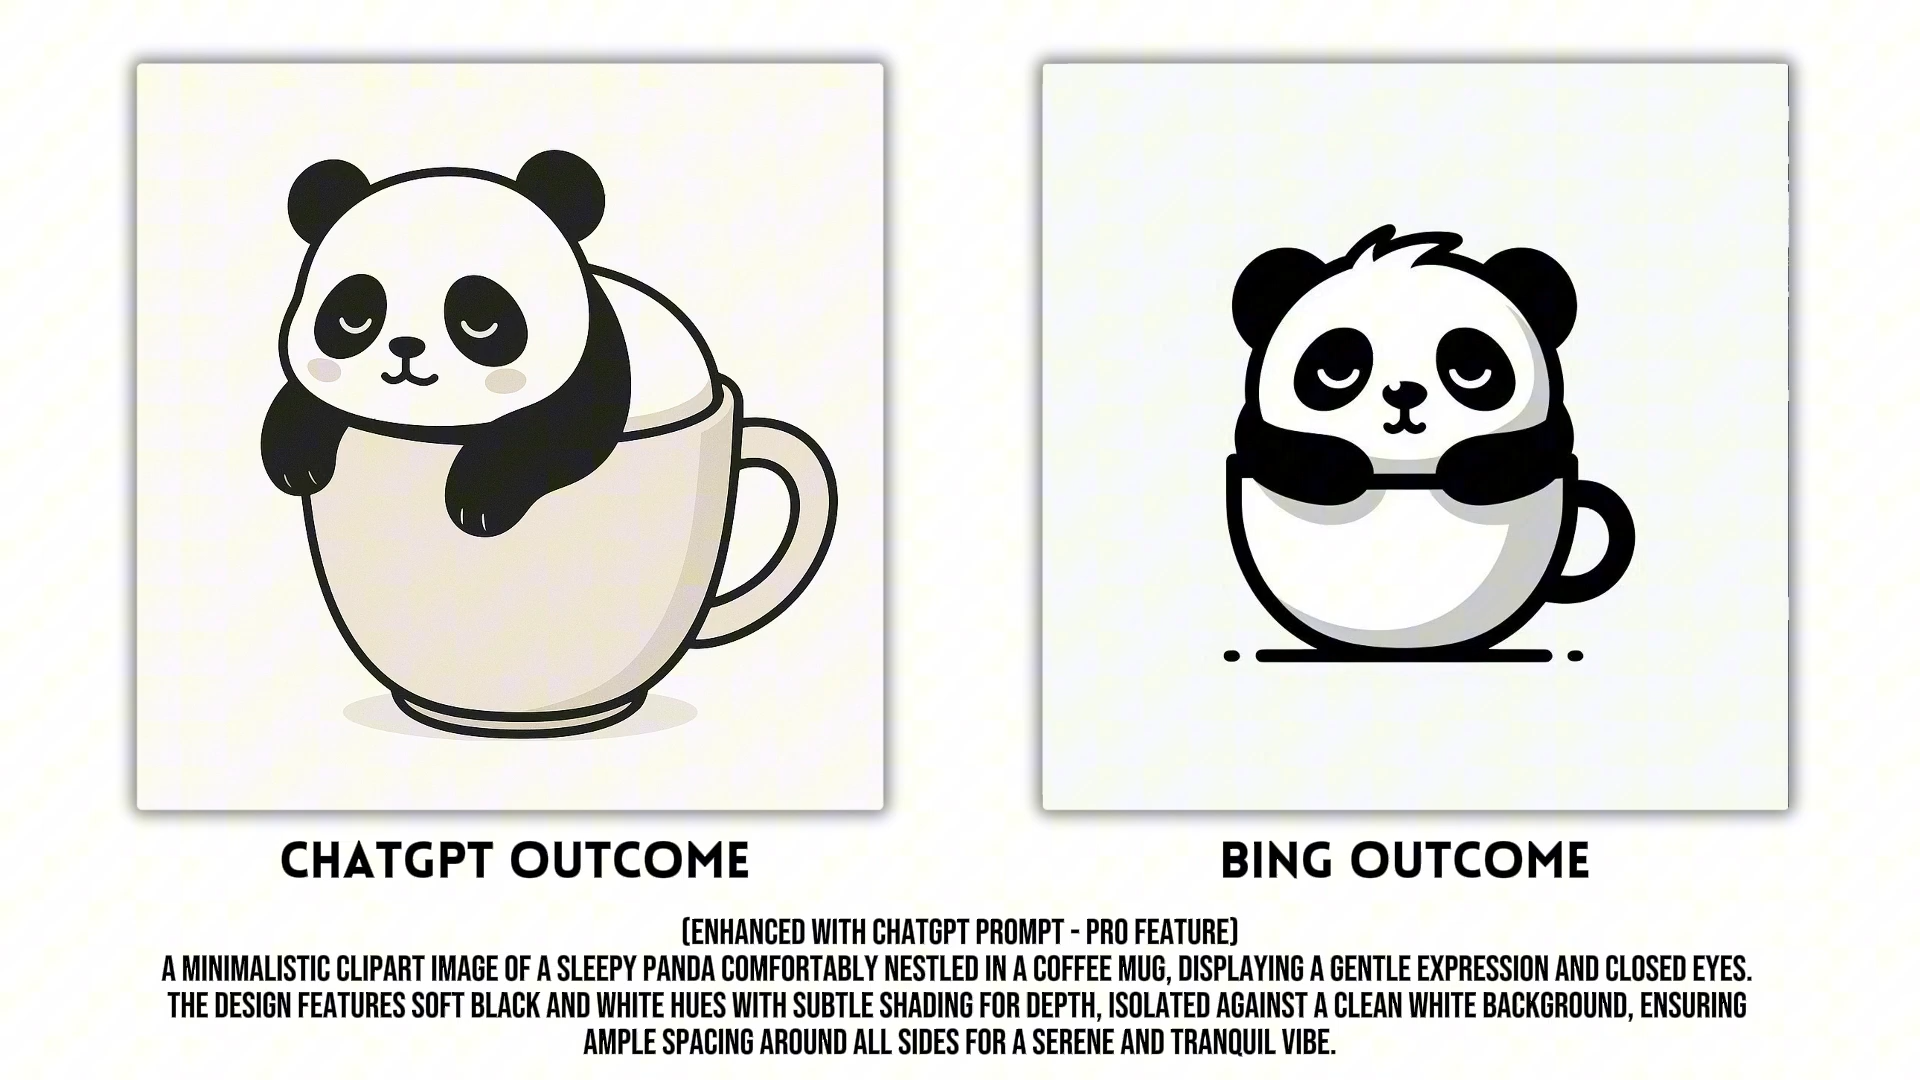 CHATGPT OUTCOME
BING OUTCOME
(ENHANCED WITH CHATGPT PROMPT - PRO FEATURE)
A MINIMALISTIC CLIPART IMAGE OF A SLEEPY PANDA COMFORTABLY NESTLED IN A COFFEE MUG, DISPLAYING A GENTLE EXPRESSION AND CLOSED EYES.
THE DESIGN FEATURES SOFT BLACK AND WHITE HUES WITH SUBTLE SHADING FOR DEPTH, ISOLATED AGAINST A CLEAN WHITE BACKGROUND, ENSURING
AMPLE SPACING AROUND ALL SIDES FOR A SERENE AND TRANQUIL VIBE.